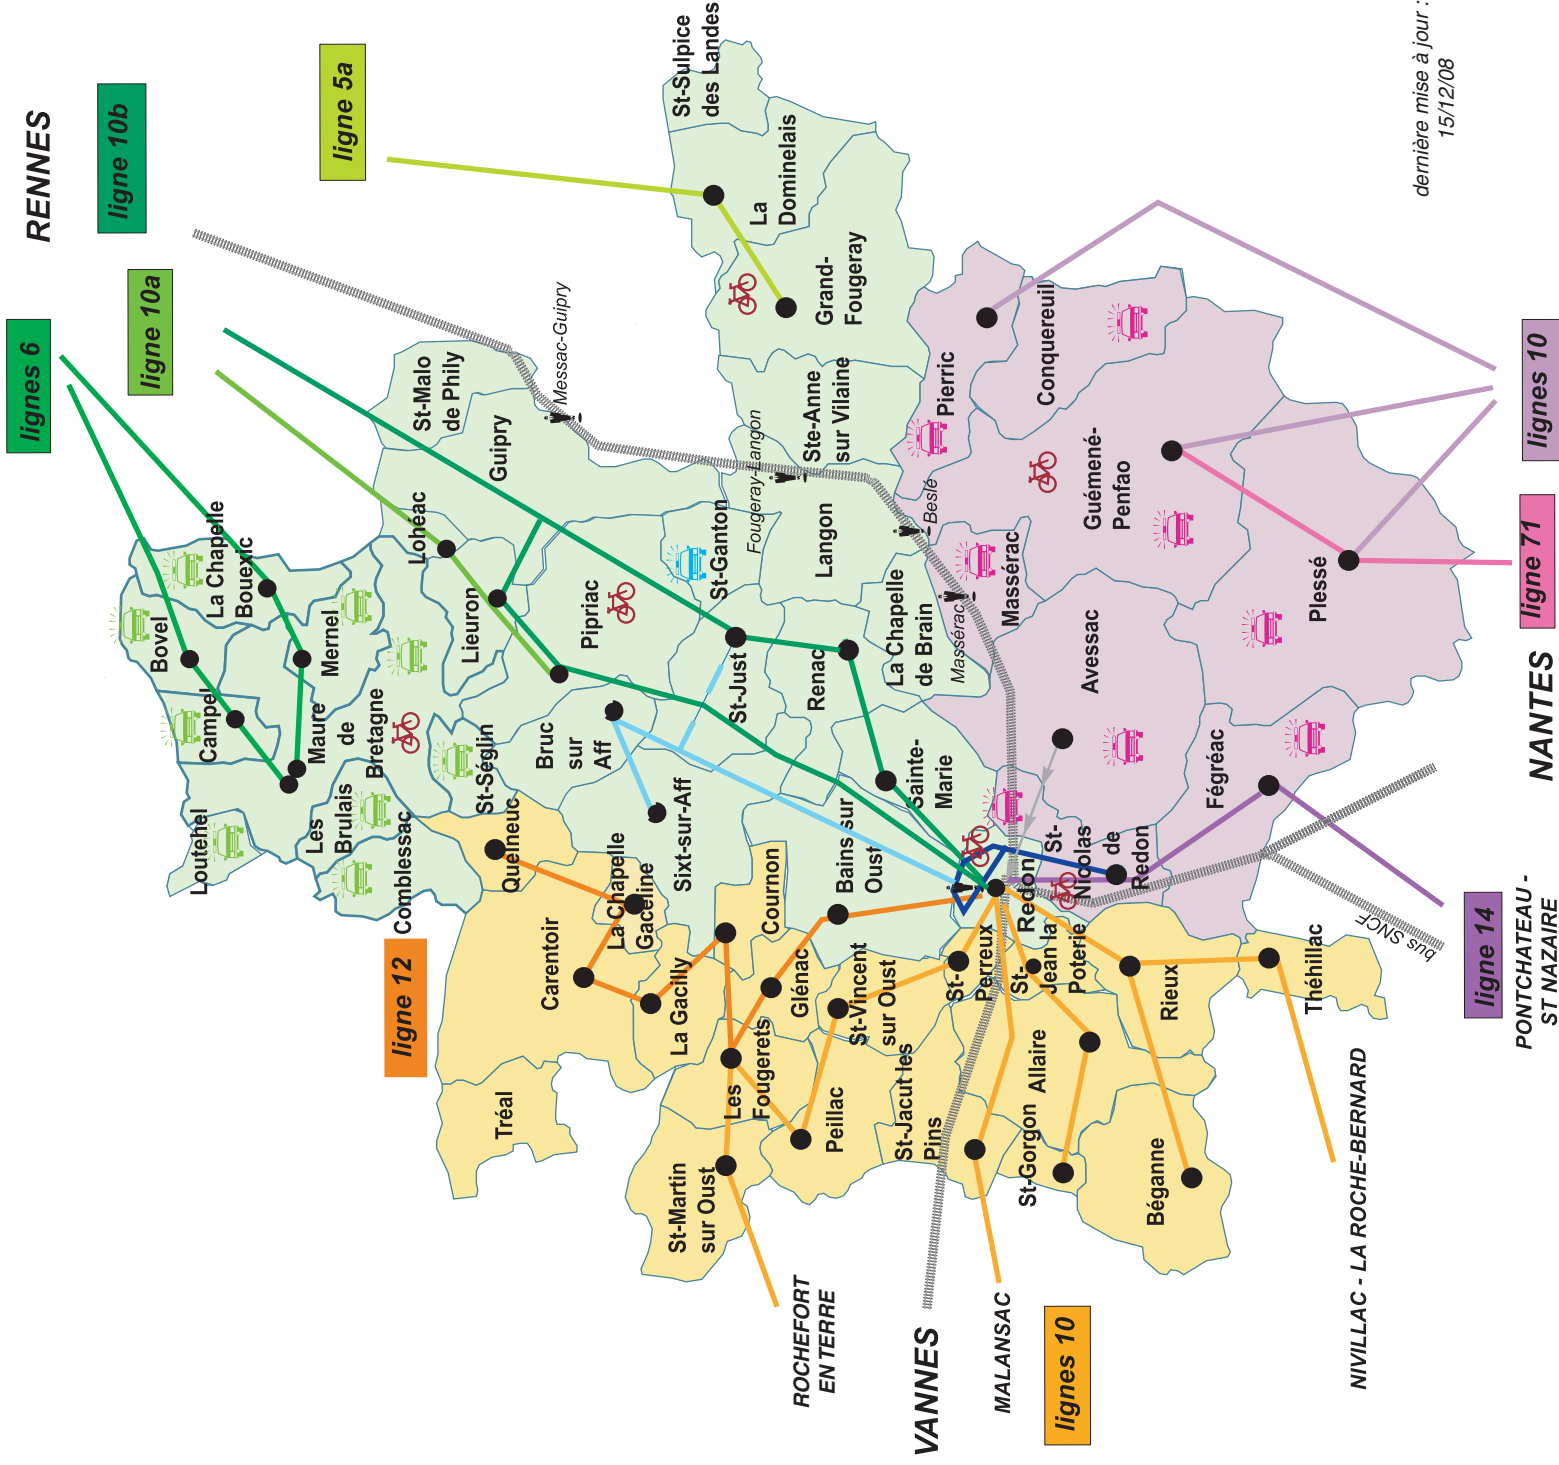 RENNES
ligne 10b
lignes 6
ligne 10a
ligne 5a
dernière mise à jour :
15/12/08
St-Sulpice
des Landes
La
Dominelais
Grand-
Fougeray
Ste-Anne
sur Vilaine
Messac-Guipry
St-Malo
de Phily
Guipry
Lohéac
La Chapelle
Bouexic
Bovel
Mernel
Campel
Maure
de
Bretagne
Loutehel
Les
Brulais
Comblessac
St-Séglin
Lieuron
Pipriac
St-Ganton
Fougeray-Langon
Langon
Beslé
La Chapelle
de Brain
Massérac
Massérac
St-Just
Renac
Bruc
sur
Aff
Sixt-sur-Aff
Sainte-
Marie
Bains sur
Oust
Redon
St-
Nicolas
de
Redon
Pierric
Conquereuil
Guémené-
Penfao
Plessé
Avessac
Fégréac
lignes 10
ligne 71
NANTES
ligne 14
PONTCHATEAU -
ST NAZAIRE
bus SNCF
Quelneuc
La Chapelle
Gaceline
Carentoir
ligne 12
Tréal
La Gacilly
Cournon
Glénac
Les
Fougerets
St-Martin
sur Oust
Peillac
St-Vincent
sur Oust
St-Jacut les
Pins
St-
Perreux
St-
Jean la
Poterie
Allaire
St-Gorgon
Rieux
Béganne
Théhillac
ROCHEFORT
EN TERRE
VANNES
MALANSAC
lignes 10
NIVILLAC - LA ROCHE-BERNARD